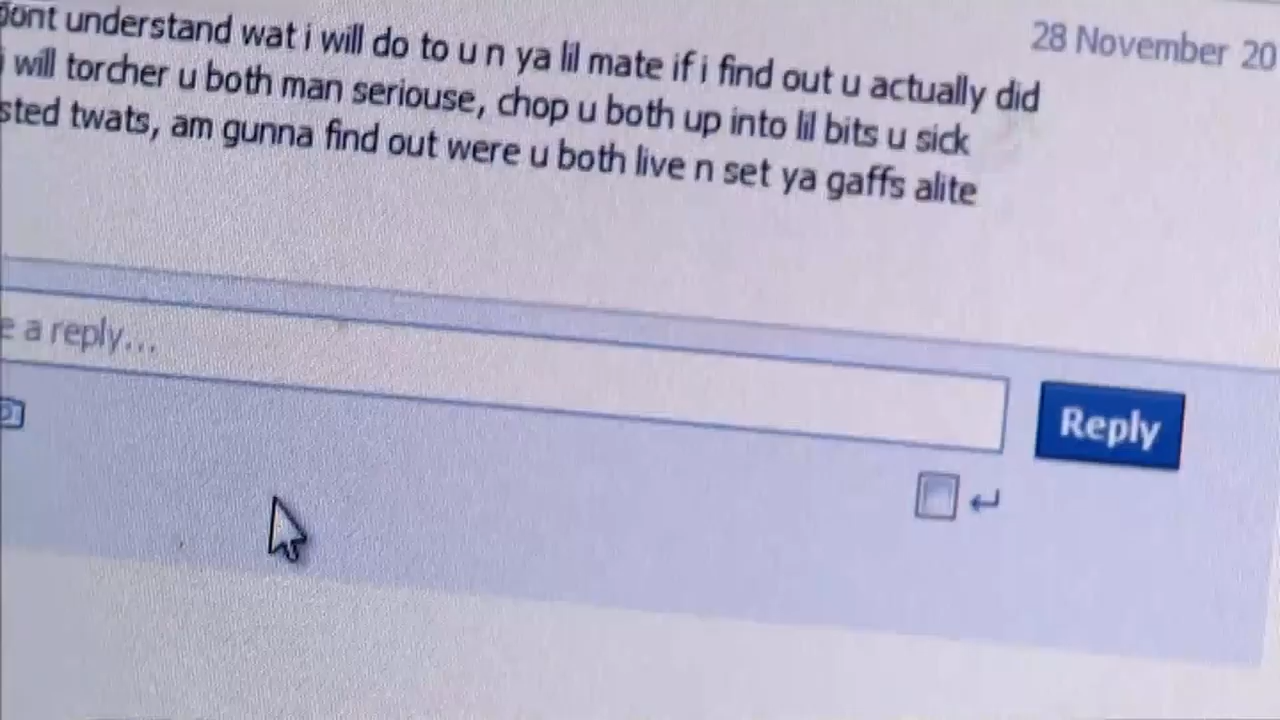 28 November 20
dont understand wat i will do to u n ya lil mate if i find out u actually did
i will torcher u both man seriouse, chop u both up into lil bits u sick
sted twats, am gunna find out were u both live n set ya gaffs alite
e a reply...
Reply